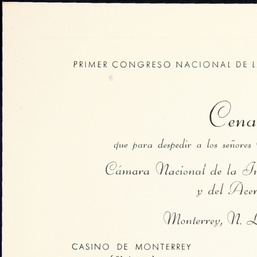 PRIMER CONGRESO NACIONAL DE L
Cena
que para despedir a los señores
Cámara Nacional de la In
y del Acer
Monterrey, N. L
CASINO DE MONTERREY